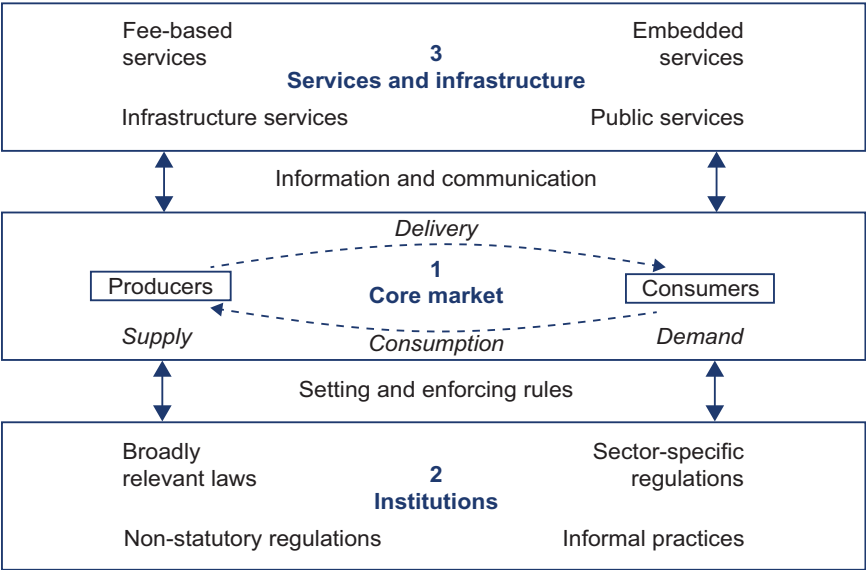 Fee-based
services
Embedded
services
3
Services and infrastructure
Infrastructure services
Public services
Information and communication
Delivery
1
Core market
Producers
Consumers
Supply
Consumption
Demand
Setting and enforcing rules
Broadly
relevant laws
Sector-specific
regulations
2
Institutions
Non-statutory regulations
Informal practices